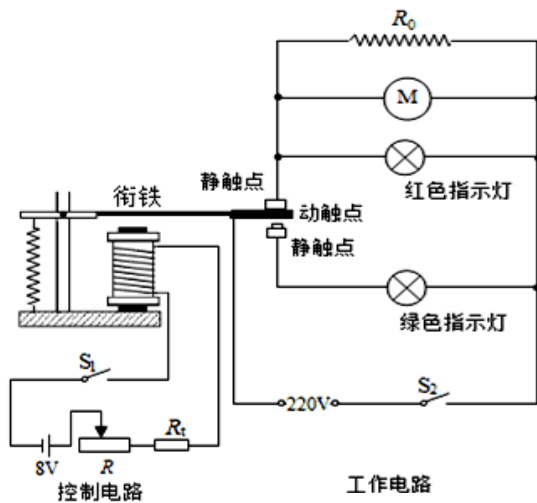 R₀
M
红色指示灯
静触点
衔铁
动触点
静触点
绿色指示灯
S₁
S₂
220V
8V
R
Rₜ
控制电路
工作电路